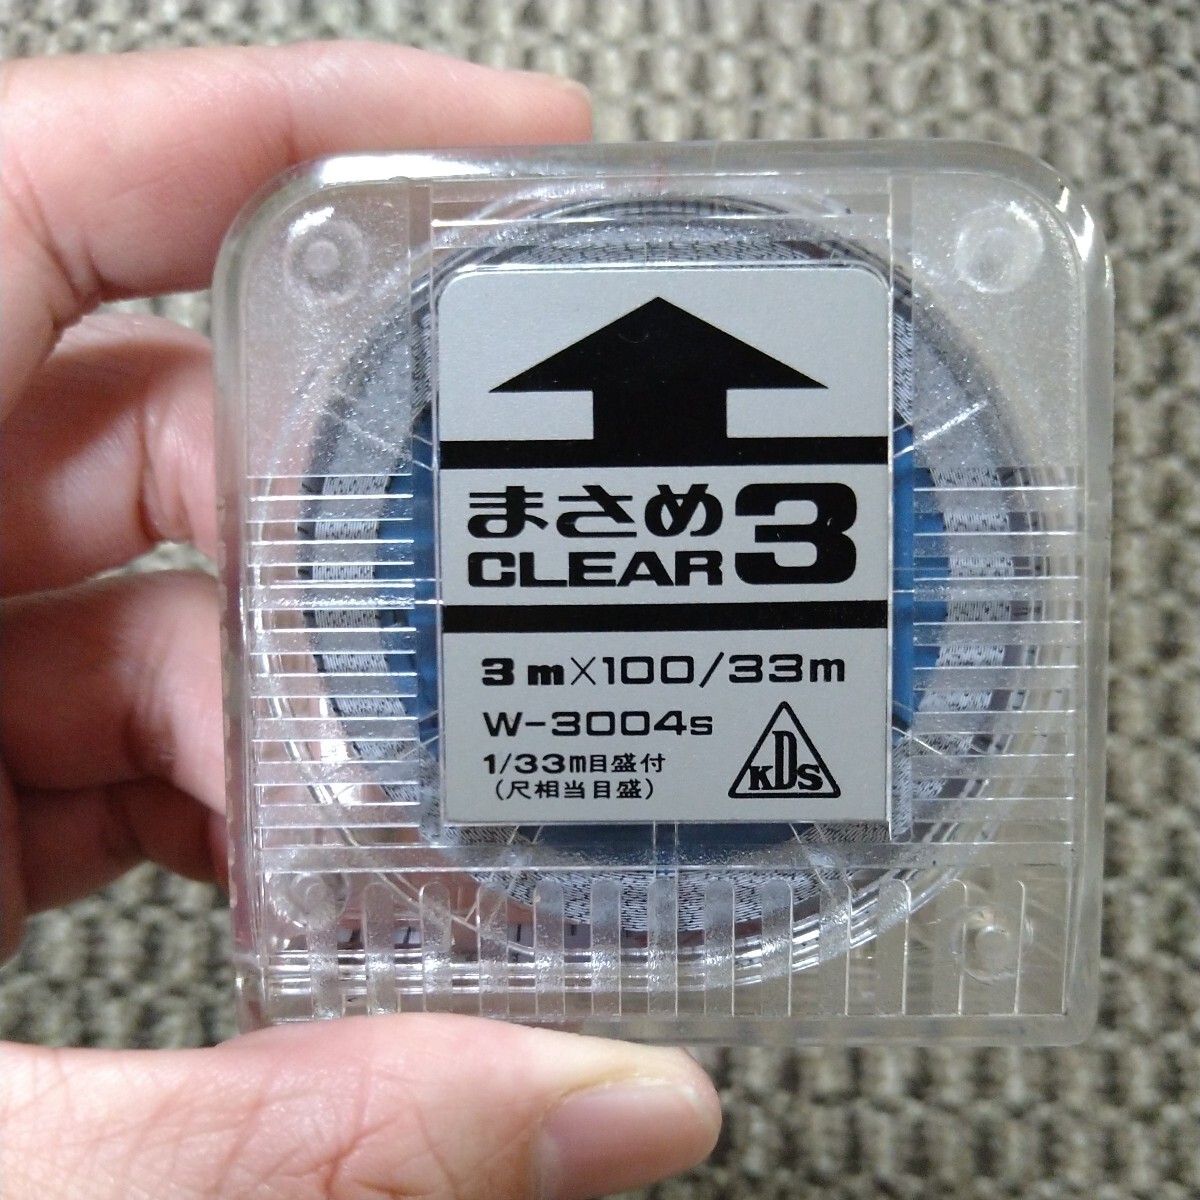 まさめ
CLEAR 3
3m×100/33m
W-3004s
1/33m目盛付
(尺相当目盛)
KDS